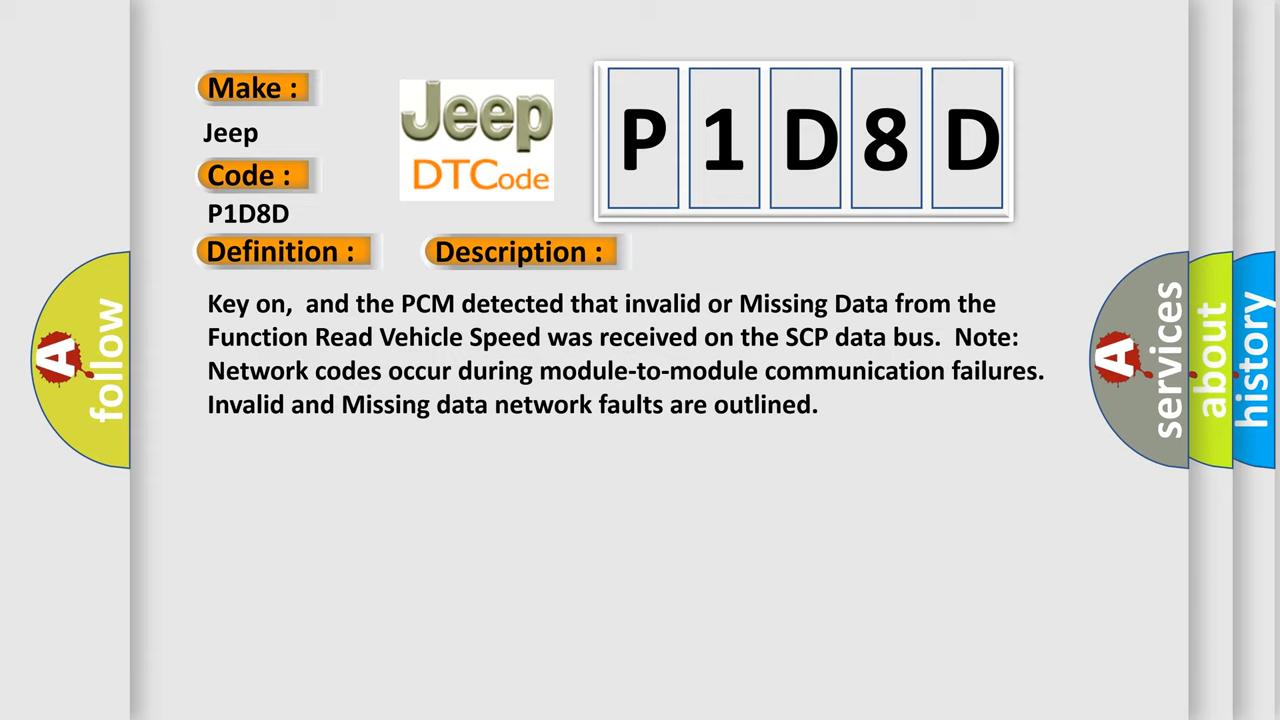 Make :
Jeep
Code :
P1D8D
Definition :
Description :
Jeep
DTCode
P 1 D 8 D
Key on,  and the PCM detected that invalid or Missing Data from the
Function Read Vehicle Speed was received on the SCP data bus  Note:
Network codes occur during module-to-module communication failures.
Invalid and Missing data network faults are outlined.
A follow
A services
about
history